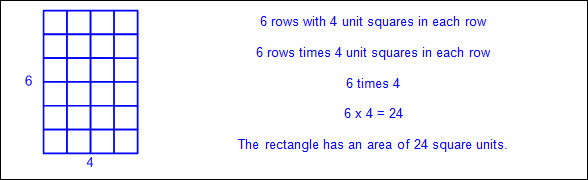 6 rows with 4 unit squares in each row
6 rows times 4 unit squares in each row
6
6 times 4
6 x 4 = 24
The rectangle has an area of 24 square units.
4